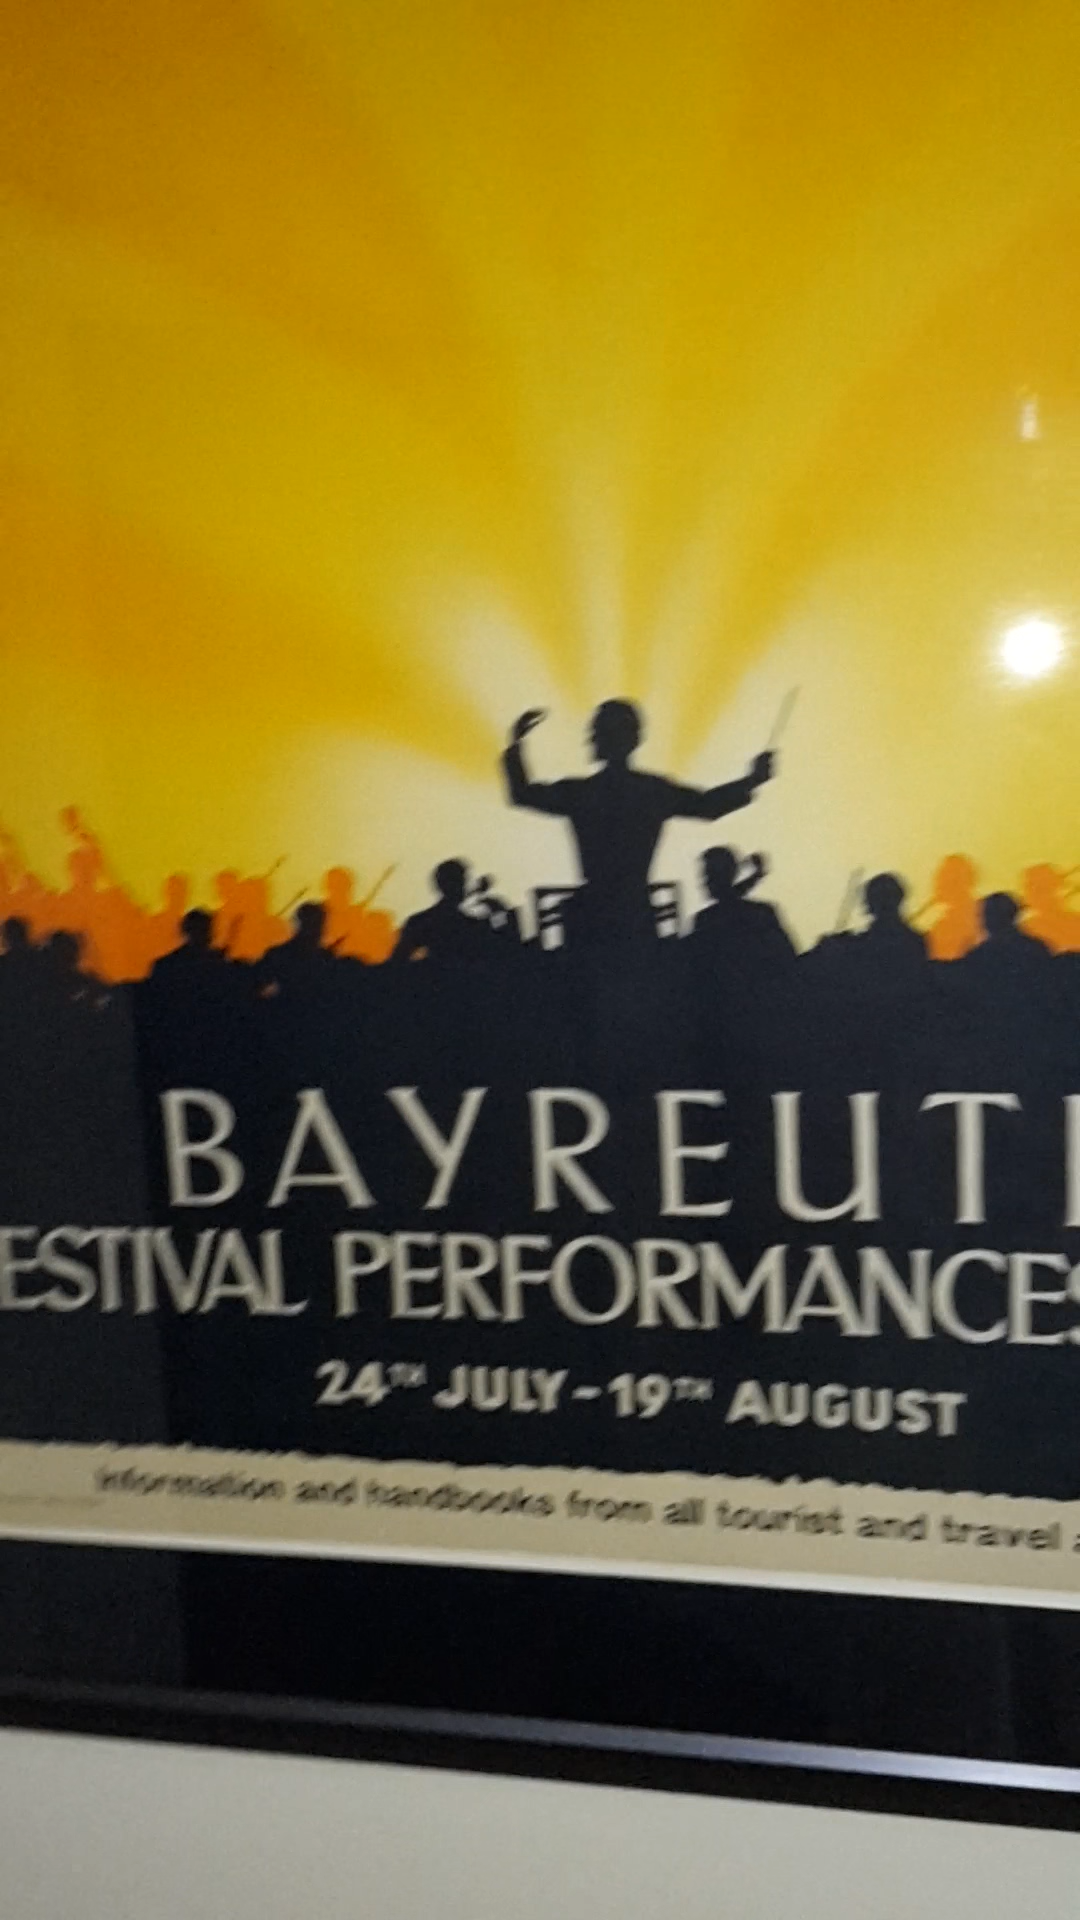 BAYREUT
ESTIVAL PERFORMANCES
24TH JULY - 19TH AUGUST
information and handbooks from all tourist and travel